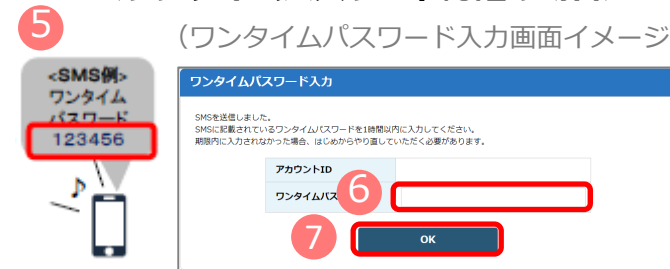 5
(ワンタイムパスワード入力画面イメージ
<SMS例>
ワンタイム
パスワード
123456
ワンタイムパスワード入力
SMSを送信しました。
SMSに記載されているワンタイムパスワードを1時間以内に入力してください。
期限内に入力されなかった場合、はじめからやり直していただく必要があります。
アカウントID
ワンタイムパス
6
7
OK